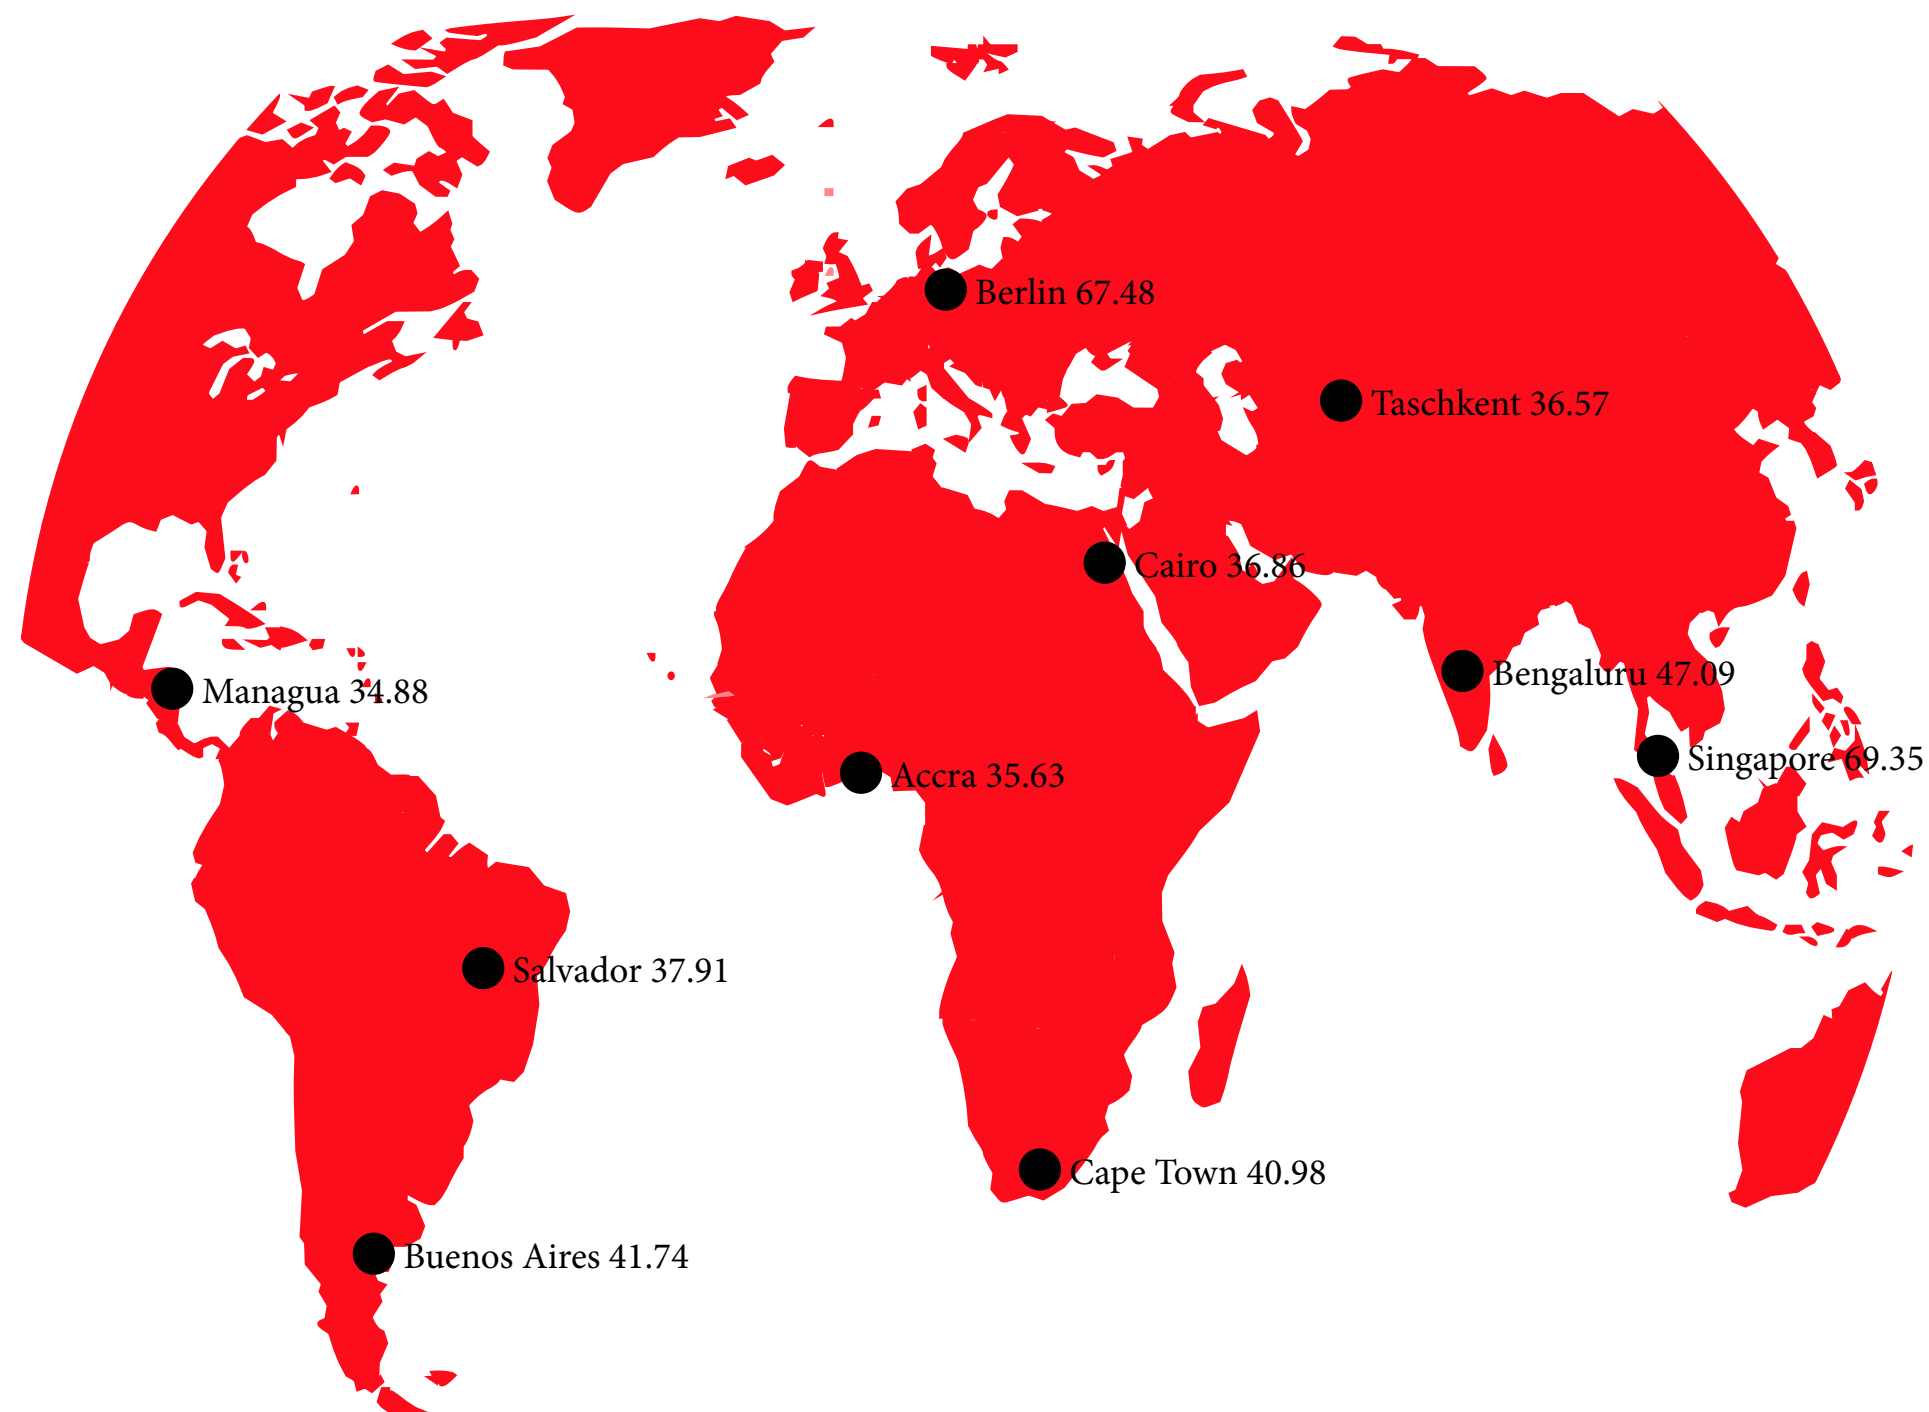 Berlin 67.48
Taschkent 36.57
Cairo 36.86
Bengaluru 47.09
Managua 34.88
Singapore 69.35
Accra 35.63
Salvador 37.91
Cape Town 40.98
Buenos Aires 41.74